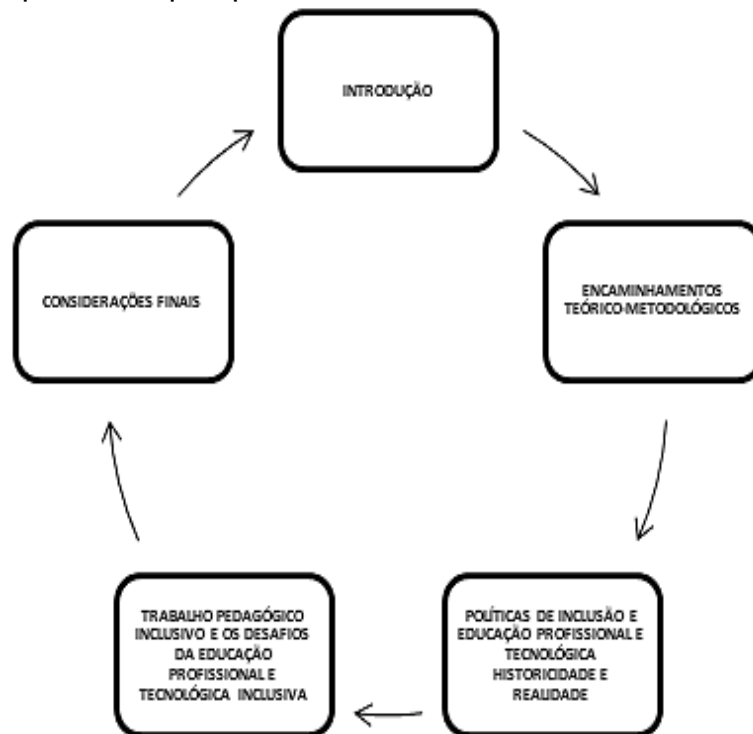 INTRODUÇÃO
ENCAMINHAMENTOS
TEÓRICO-METODOLÓGICOS
POLÍTICAS DE INCLUSÃO E
EDUCAÇÃO PROFISSIONAL E
TECNOLÓGICA
HISTORICIDADE E
REALIDADE
TRABALHO PEDAGÓGICO
INCLUSIVO E OS DESAFIOS
DA EDUCAÇÃO
PROFISSIONAL E
TECNOLÓGICA INCLUSIVA
CONSIDERAÇÕES FINAIS